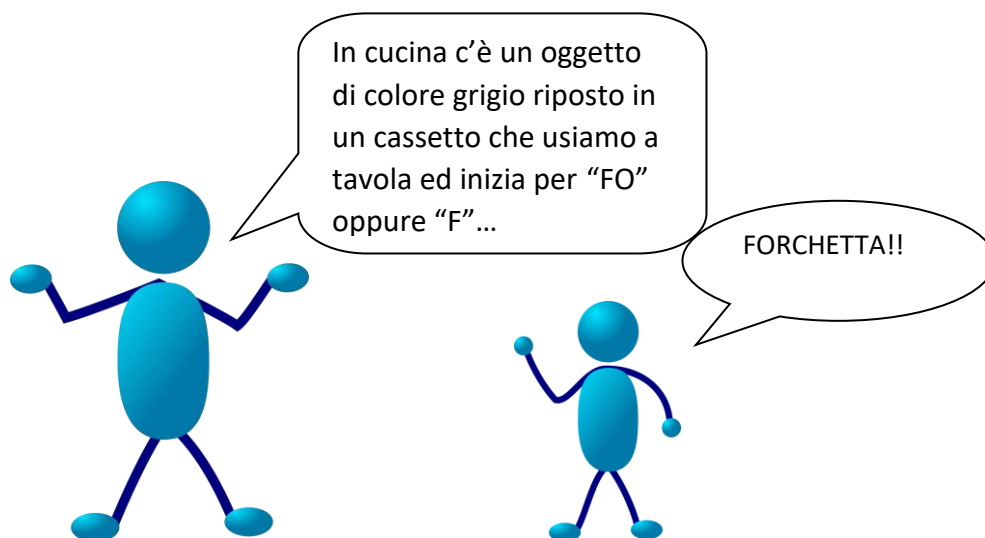 In cucina c’è un oggetto
di colore grigio riposto in
un cassetto che usiamo a
tavola ed inizia per “FO”
oppure “F”…
FORCHETTA!!